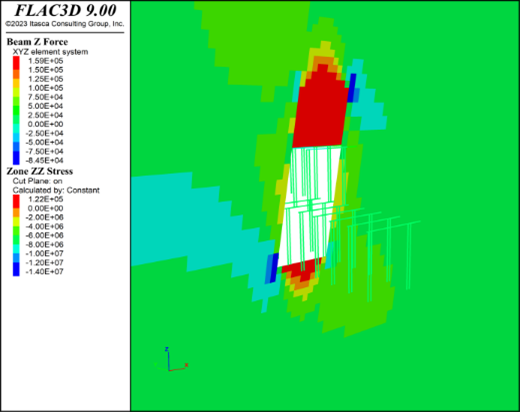 FLAC3D 9.00
©2023 Itasca Consulting Group, Inc.
Beam Z Force
XYZ element system
1.59E+05
1.50E+05
1.25E+05
1.00E+05
7.50E+04
5.00E+04
2.50E+04
0.00E+00
-2.50E+04
-5.00E+04
-7.50E+04
-8.45E+04
Zone ZZ Stress
Cut Plane: on
Calculated by: Constant
1.22E+05
0.00E+00
-2.00E+06
-4.00E+06
-6.00E+06
-8.00E+06
-1.00E+07
-1.20E+07
-1.40E+07
Z
X